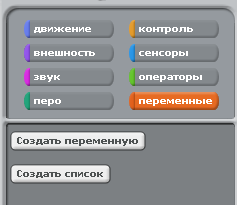 движение контроль
внешность сенсоры
звук операторы
перо переменные
Создать переменную
Создать список